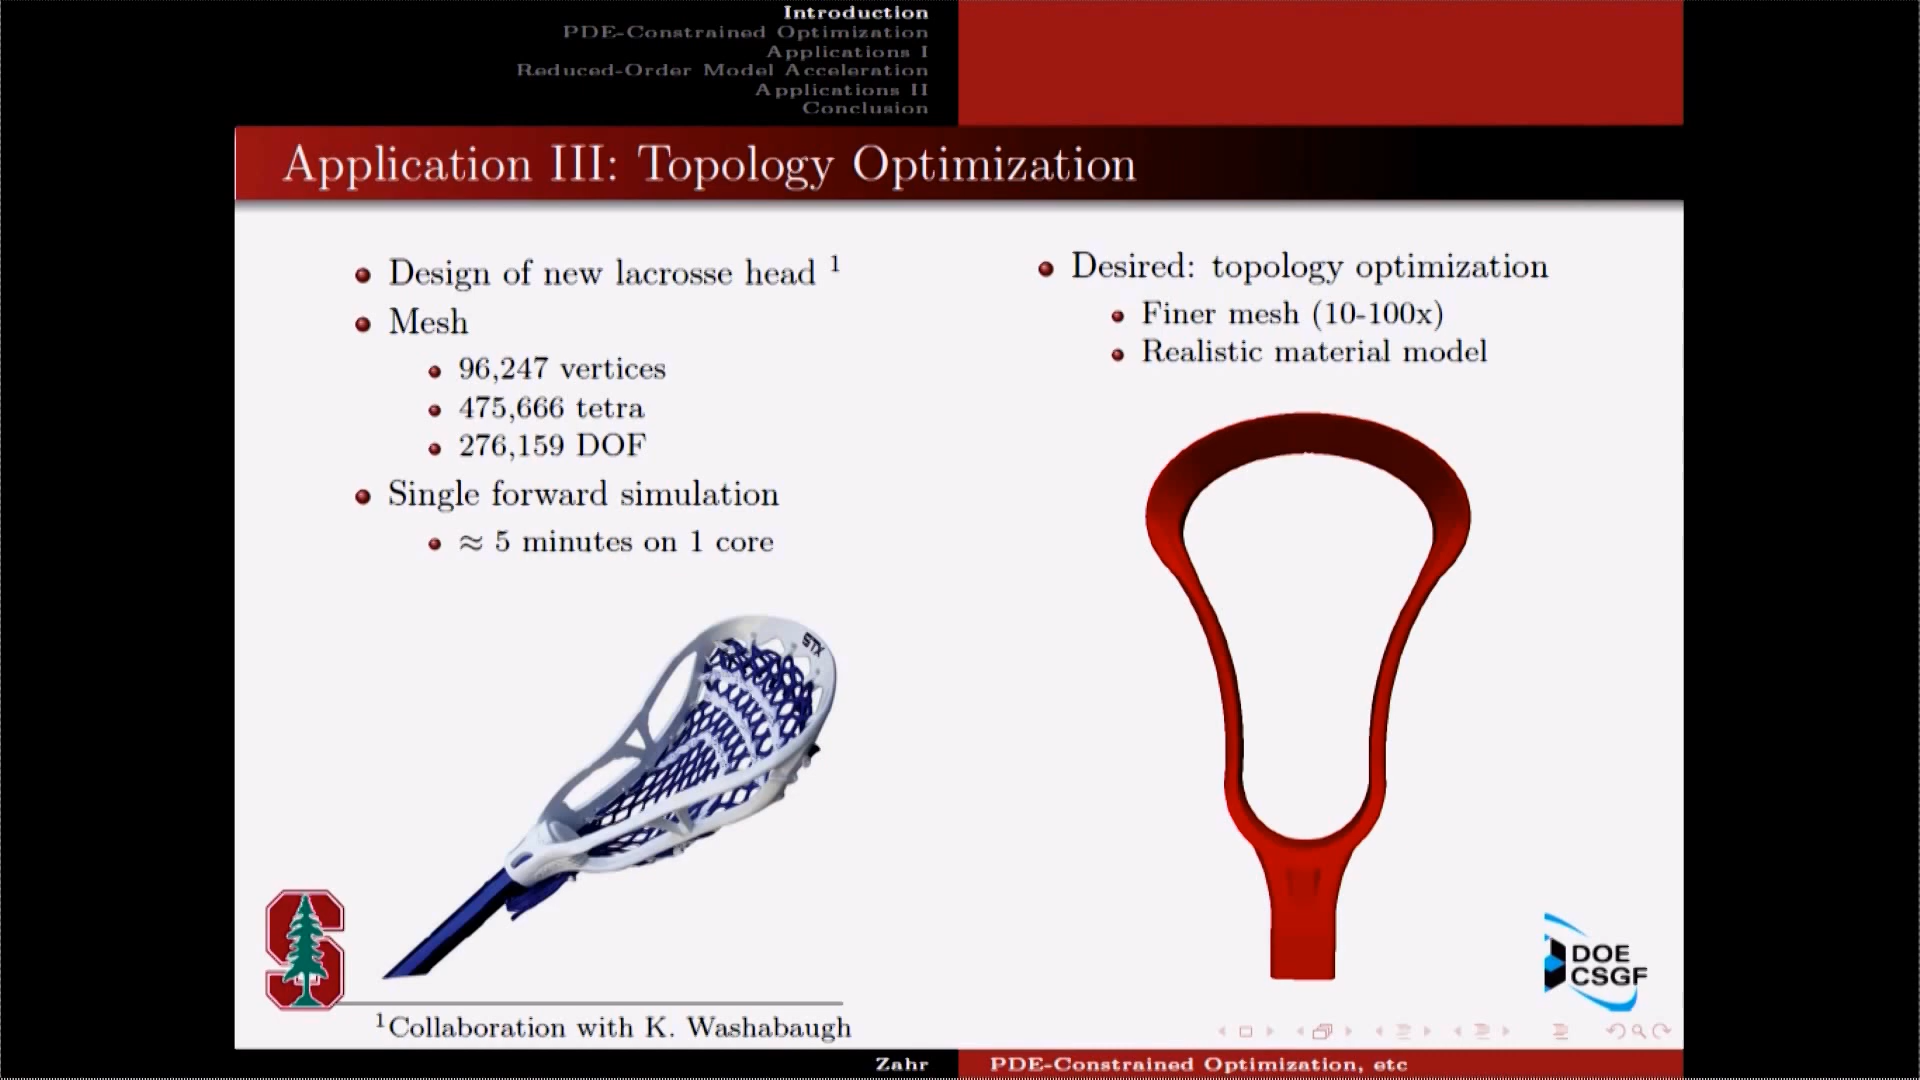 Introduction
PDE-Constrained Optimization
Applications I
Reduced-Order Model Acceleration
Applications II
Conclusion
Application III: Topology Optimization
Design of new lacrosse head 1
Mesh
96,247 vertices
475,666 tetra
276,159 DOF
Single forward simulation
≈ 5 minutes on 1 core
Desired: topology optimization
Finer mesh (10-100x)
Realistic material model
STX
S
DOE
CSGF
1Collaboration with K. Washabaugh
Zahr
PDE-Constrained Optimization, etc